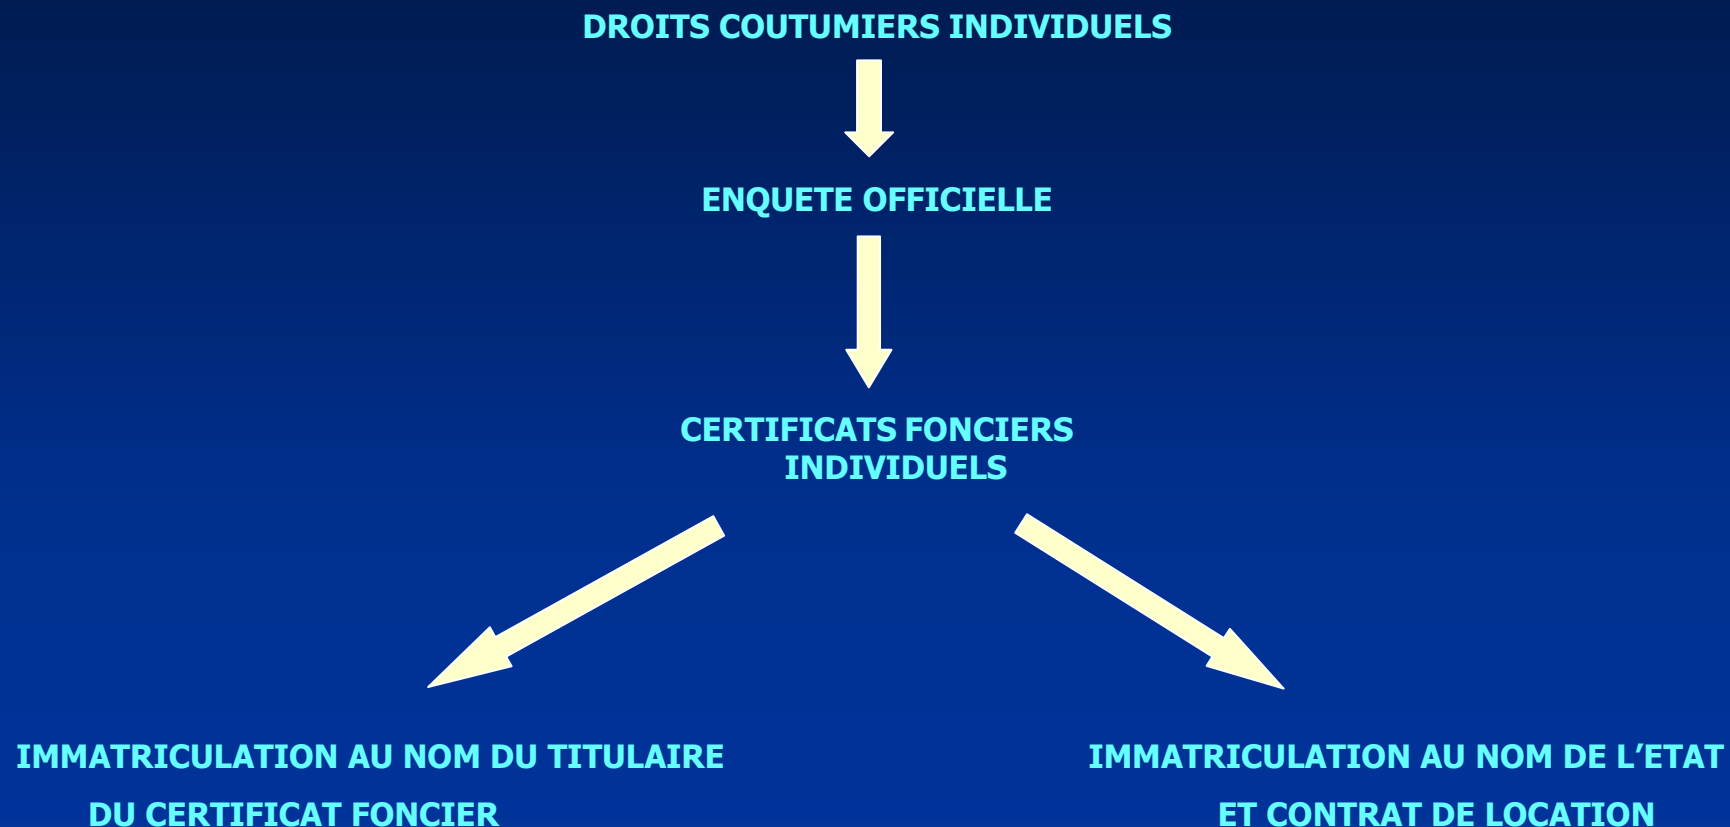 DROITS COUTUMIERS INDIVIDUELS
ENQUETE OFFICIELLE
CERTIFICATS FONCIERS
INDIVIDUELS
IMMATRICULATION AU NOM DU TITULAIRE
DU CERTIFICAT FONCIER
IMMATRICULATION AU NOM DE L’ETAT
ET CONTRAT DE LOCATION